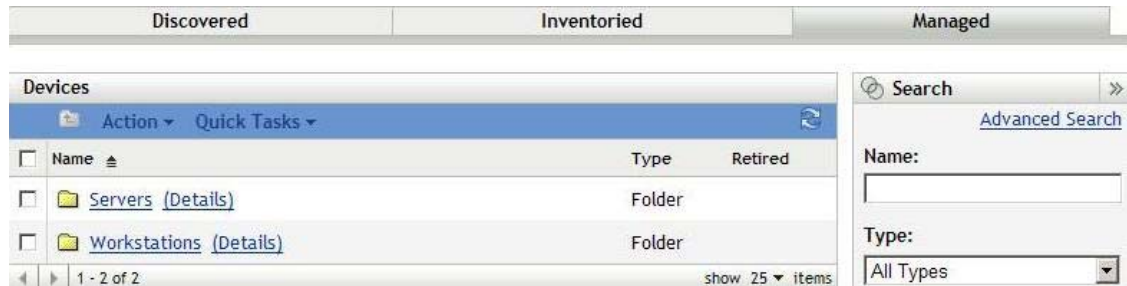 Discovered
Inventoried
Managed
Devices
Action Quick Tasks
Name Type Retired
Servers (Details) Folder
Workstations (Details) Folder
1 - 2 of 2 show 25 items
Search
Advanced Search
Name:
Type:
All Types